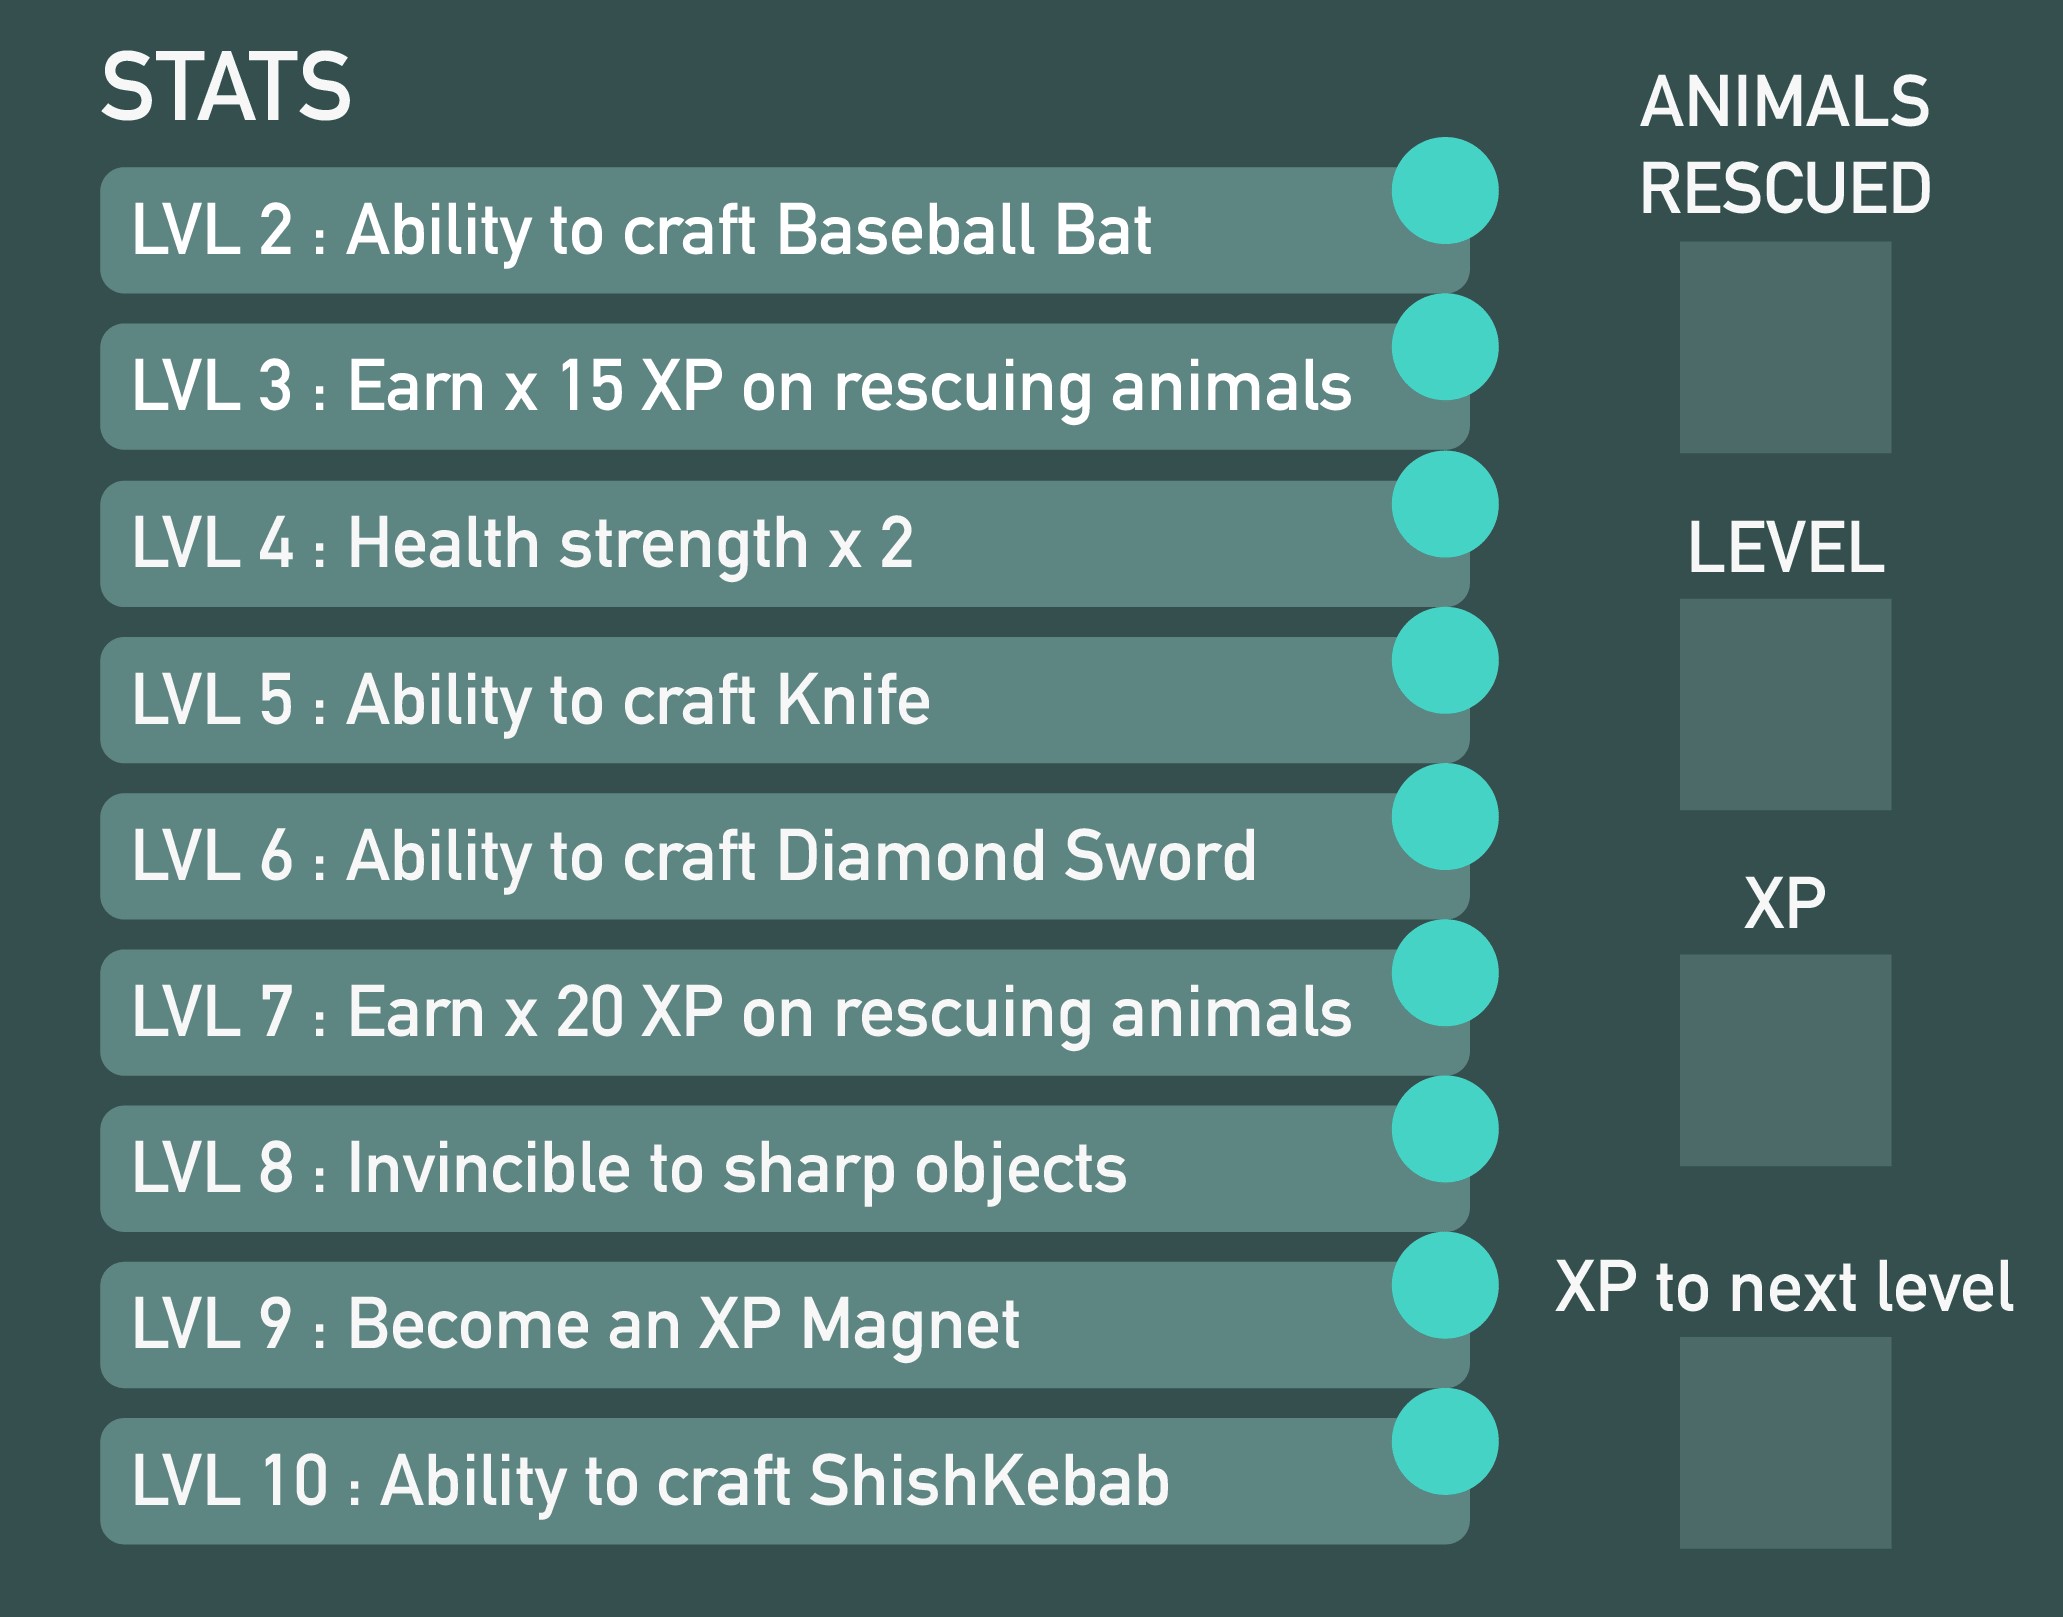 STATS
LVL 2 : Ability to craft Baseball Bat
LVL 3 : Earn x 15 XP on rescuing animals
LVL 4 : Health strength x 2
LVL 5 : Ability to craft Knife
LVL 6 : Ability to craft Diamond Sword
LVL 7 : Earn x 20 XP on rescuing animals
LVL 8 : Invincible to sharp objects
LVL 9 : Become an XP Magnet
LVL 10 : Ability to craft ShishKebab
ANIMALS
RESCUED
LEVEL
XP
XP to next level